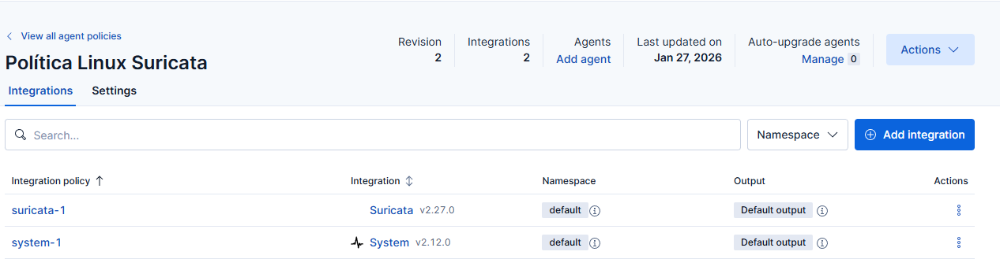 View all agent policies
Política Linux Suricata
Revision
2
Integrations
2
Agents
Add agent
Last updated on
Jan 27, 2026
Auto-upgrade agents
Manage 0
Actions
Integrations Settings
Search...
Namespace
Add integration
Integration policy Integration Namespace Output Actions
suricata-1 Suricata v2.27.0 default Default output
system-1 System v2.12.0 default Default output